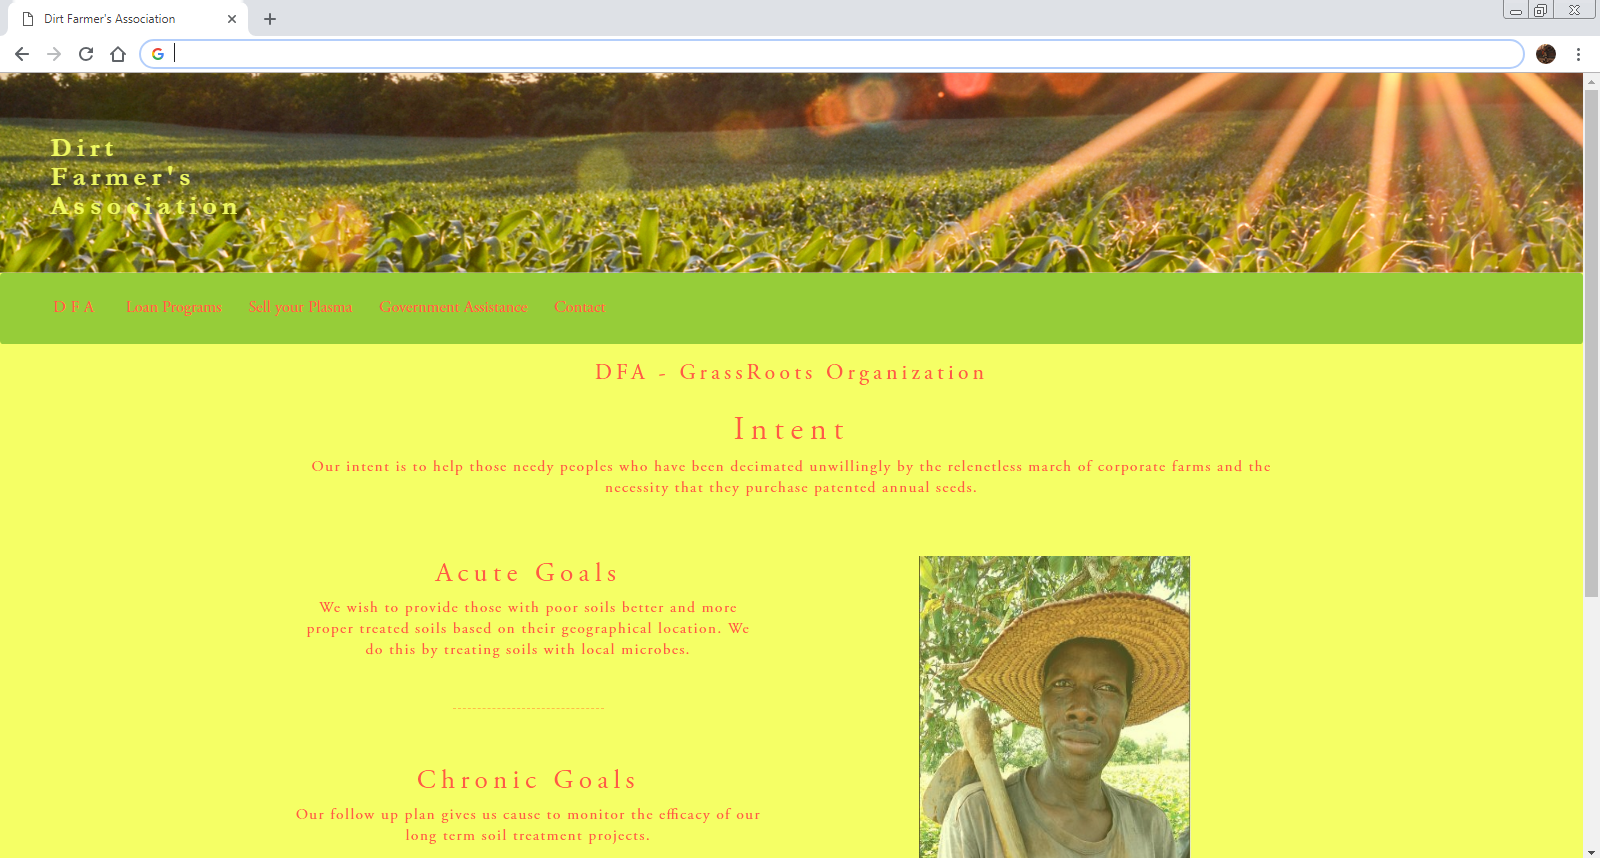 Dirt Farmer's Association
Dirt
Farmer's
Association
D F A Loan Programs Sell your Plasma Government Assistance Contact
DFA - GrassRoots Organization
Intent
Our intent is to help those needy peoples who have been decimated unwillingly by the relenetless march of corporate farms and the
necessity that they purchase patented annual seeds.
Acute Goals
We wish to provide those with poor soils better and more
proper treated soils based on their geographical location. We
do this by treating soils with local microbes.
------------------------------
Chronic Goals
Our follow up plan gives us cause to monitor the efficacy of our
long term soil treatment projects.